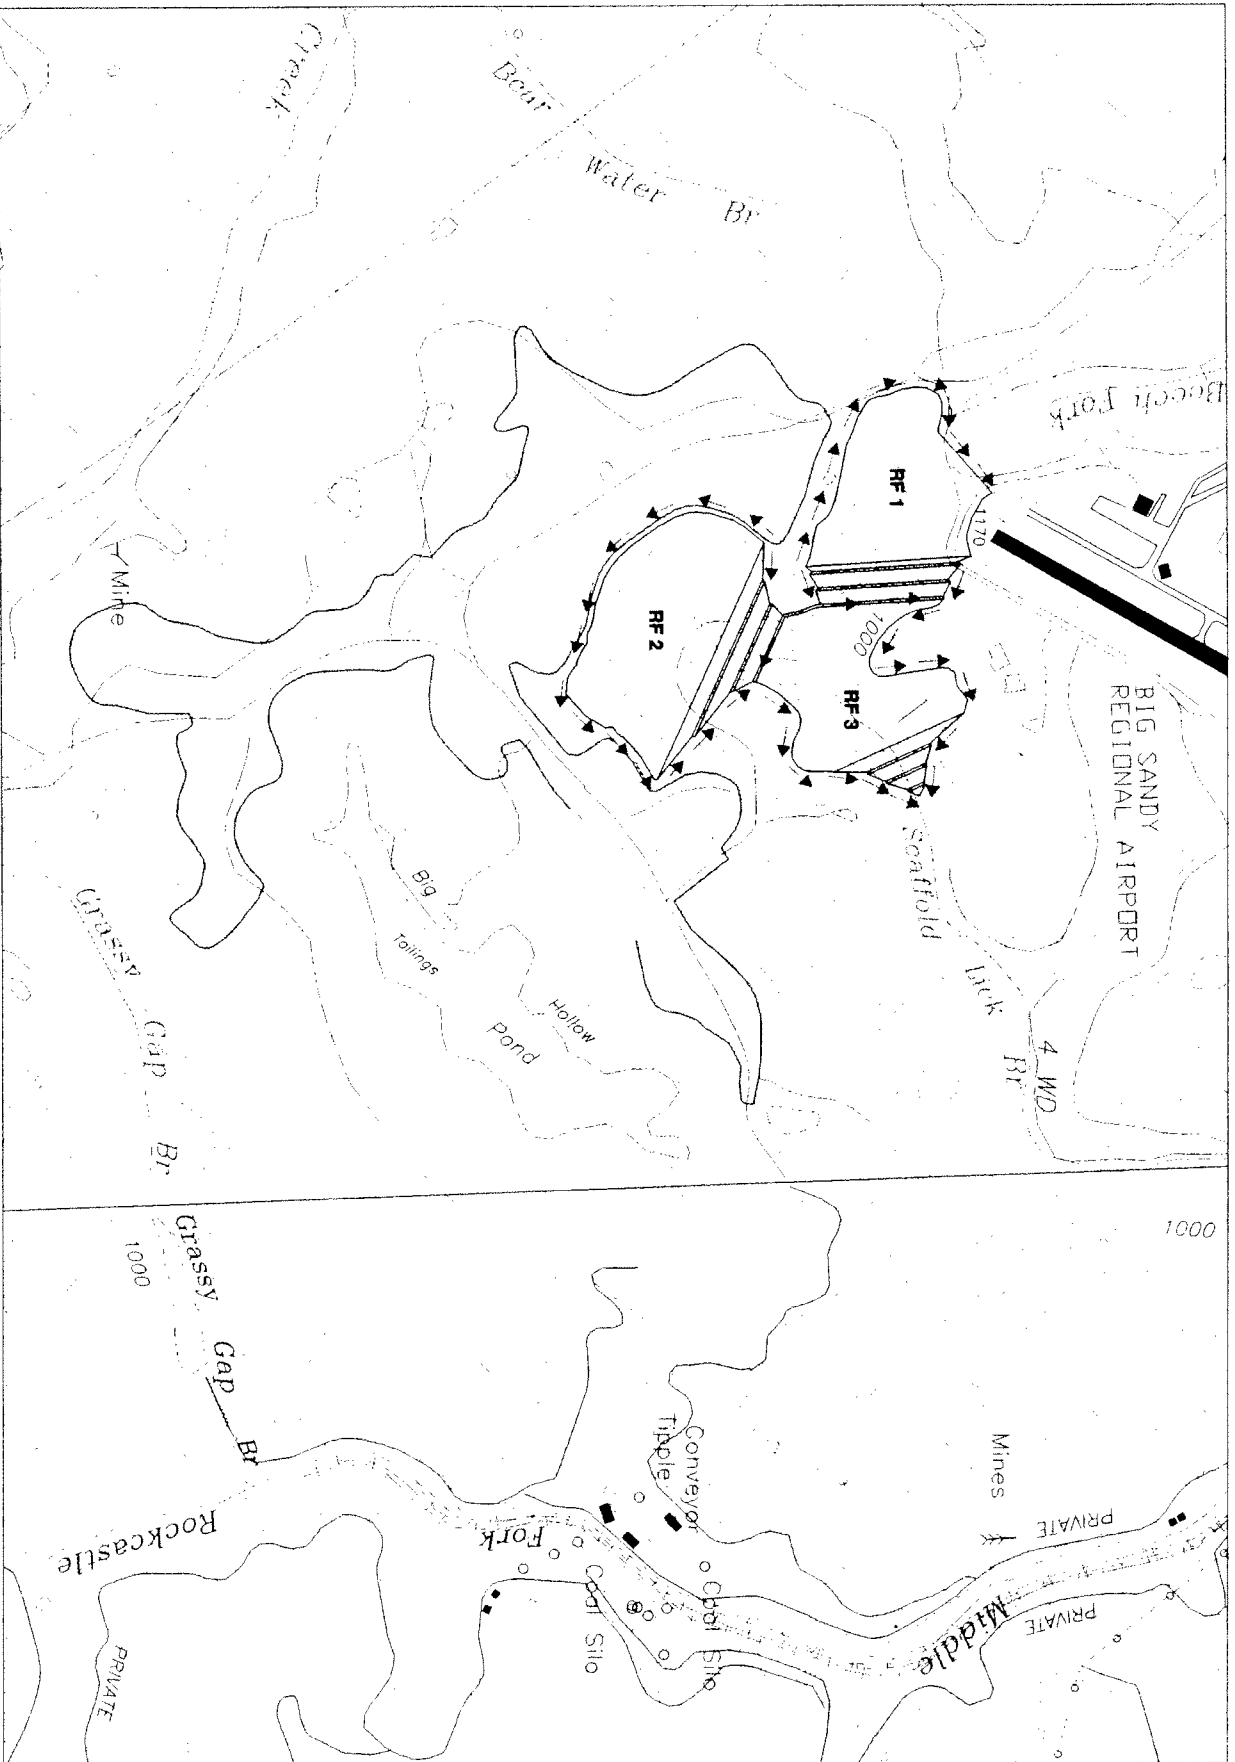 Creek
Bear
Water
Br
Beech Fork
RF 1
1170
1000
RF 2
RF 3
BIG SANDY
REGIONAL AIRPORT
Mine
Scaffold
Lick
Br
4 WD
Big
Hollow
Tailings
Pond
Grassy
Gap
Br
1000
Grassy
Gap
Br
1000
Mines
Conveyor
Tipple
PRIVATE
PRIVATE
Coal Silo
Coal Silo
Middle
Fork
Rockcastle
PRIVATE